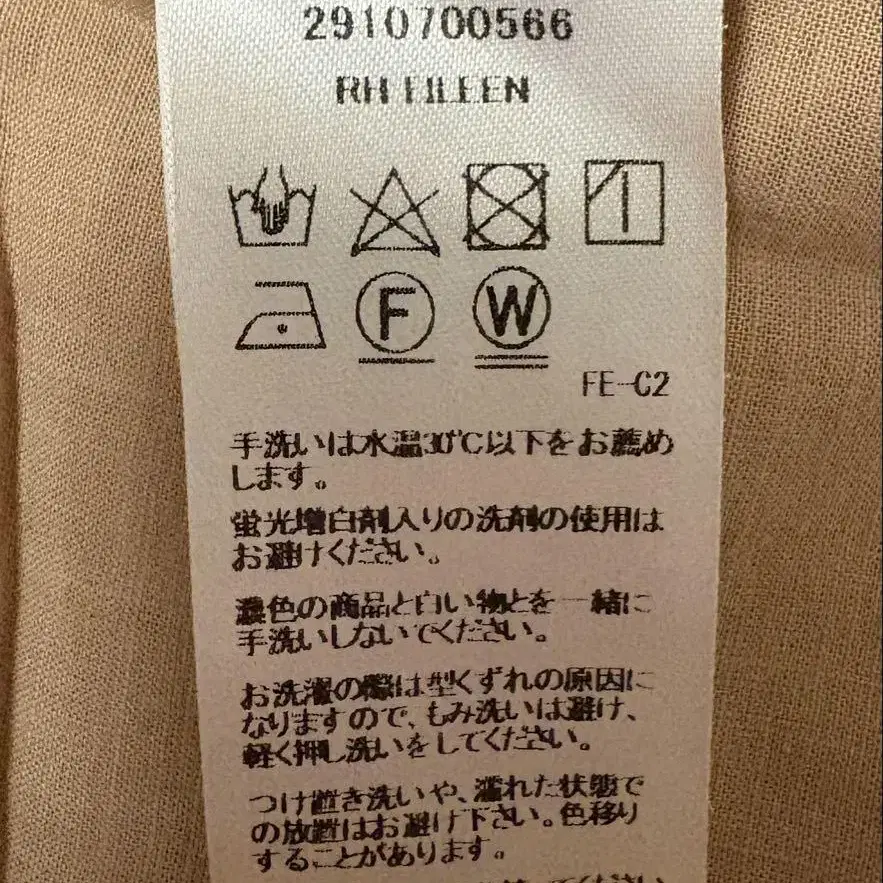 2910700566
RH EILEEN
F W
FE-C2
手洗いは水温30℃以下をお薦め
します。
蛍光増白剤入りの洗剤の使用は
お避けください。
濃色の商品と白い物とを一緒に
手洗いしないでください。
お洗濯の際は型くずれの原因に
なりますので、もみ洗いは避け、
軽く押し洗いをしてください。
つけ置き洗いや、濡れた状態で
の放置はお避け下さい。色移り
することがあります。